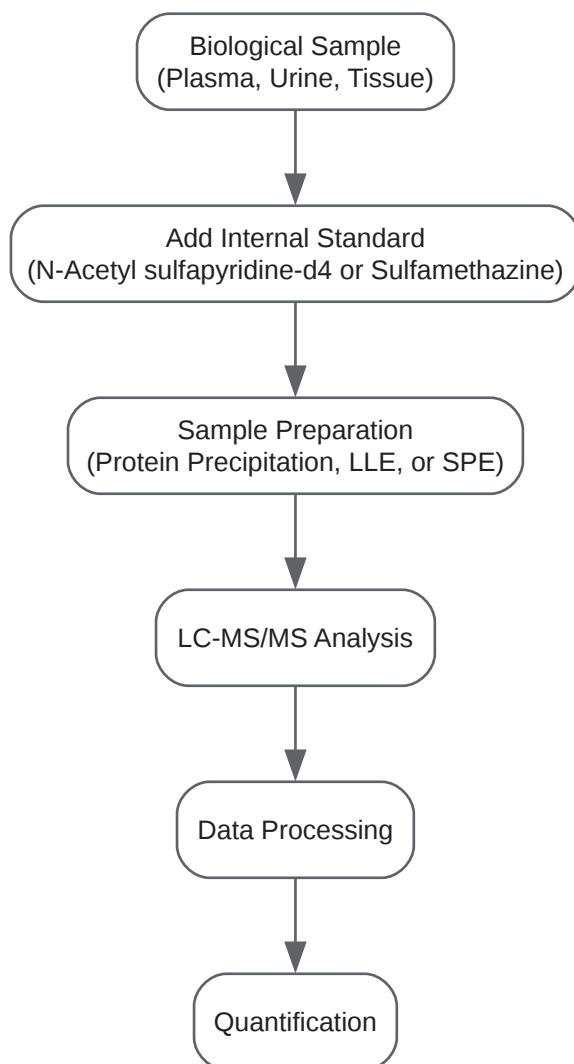 Biological Sample
(Plasma, Urine, Tissue)
Add Internal Standard
(N-Acetyl sulfapyridine-d4 or Sulfamethazine)
Sample Preparation
(Protein Precipitation, LLE, or SPE)
LC-MS/MS Analysis
Data Processing
Quantification